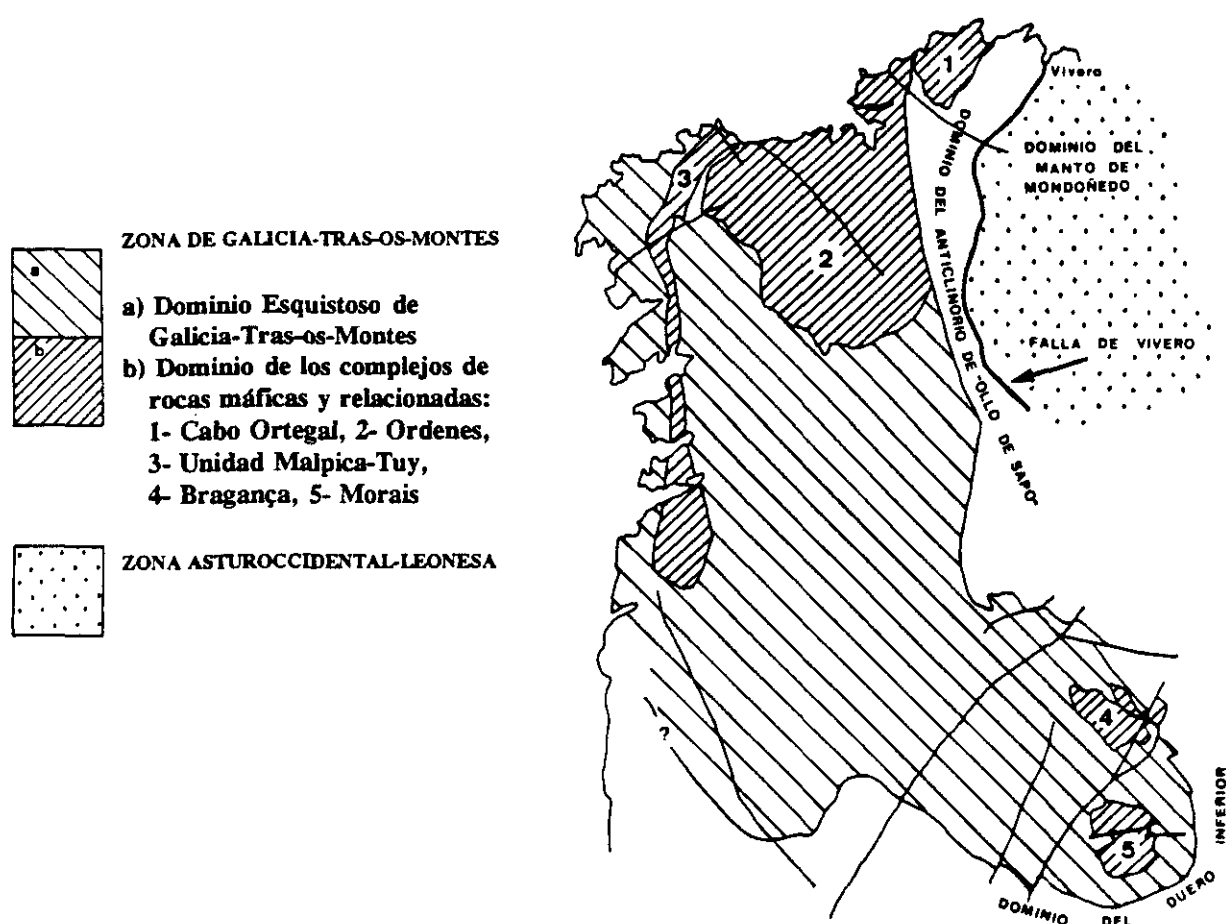 ZONA DE GALICIA-TRAS-OS-MONTES
a
a) Dominio Esquistoso de
Galicia-Tras-os-Montes
b
b) Dominio de los complejos de
rocas máficas y relacionadas:
1- Cabo Ortegal, 2- Ordenes,
3- Unidad Malpica-Tuy,
4- Bragança, 5- Morais
ZONA ASTUROCCIDENTAL-LEONESA
1
Vivero
DOMINIO DEL
MANTO DE
MONDOÑEDO
3
2
DOMINIO DEL ANTICLINORIO DE "OLLO DE SAPO"
FALLA DE VIVERO
?
4
5
DOMINIO DEL DUERO INFERIOR